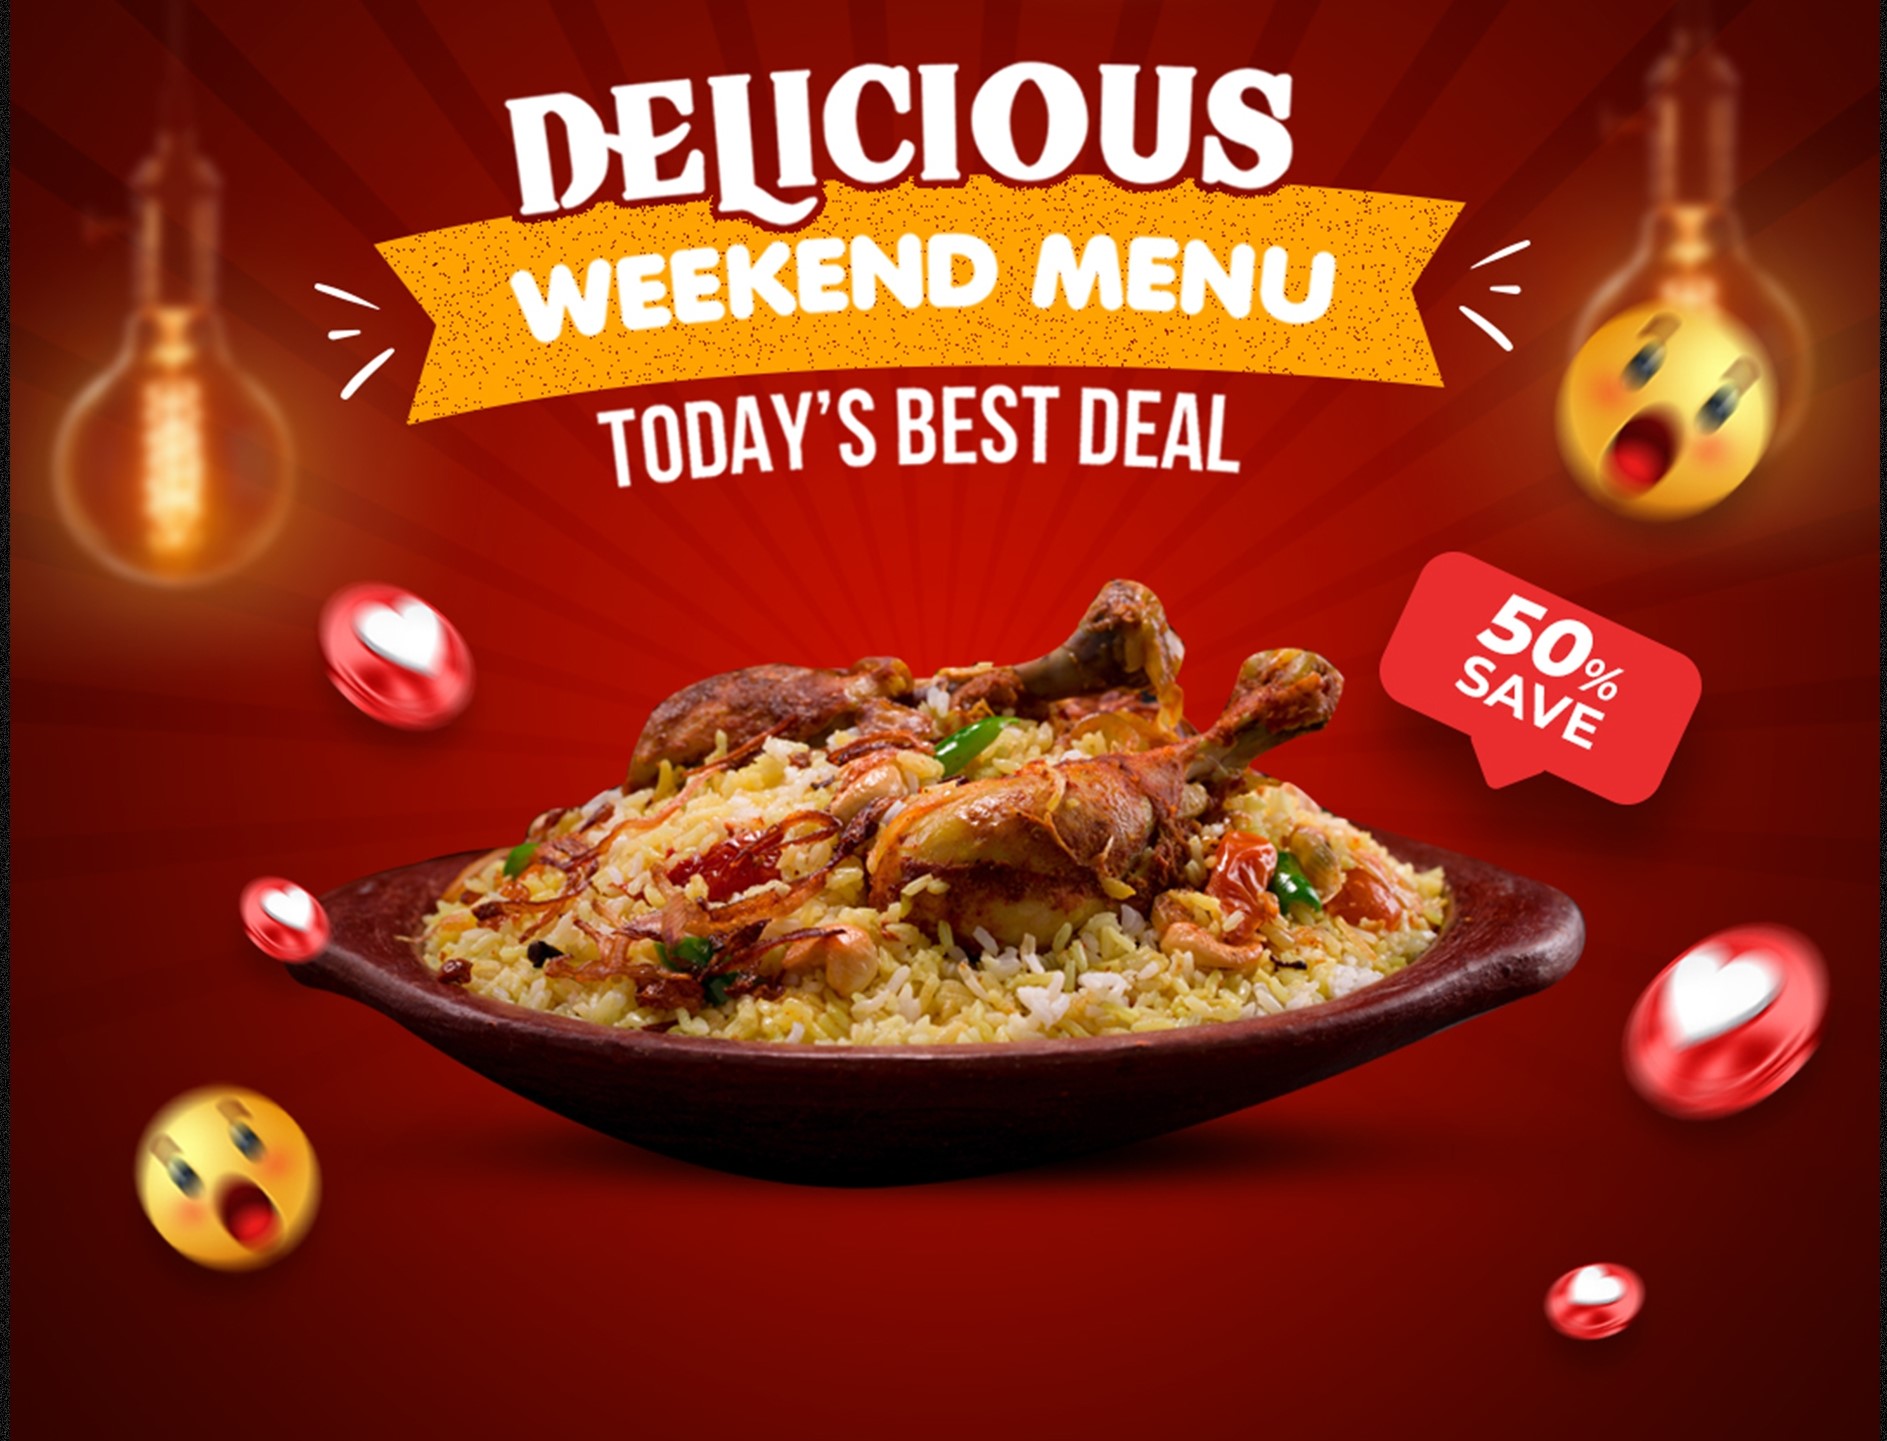 DELICIOUS
WEEKEND MENU
TODAY'S BEST DEAL
50%
SAVE